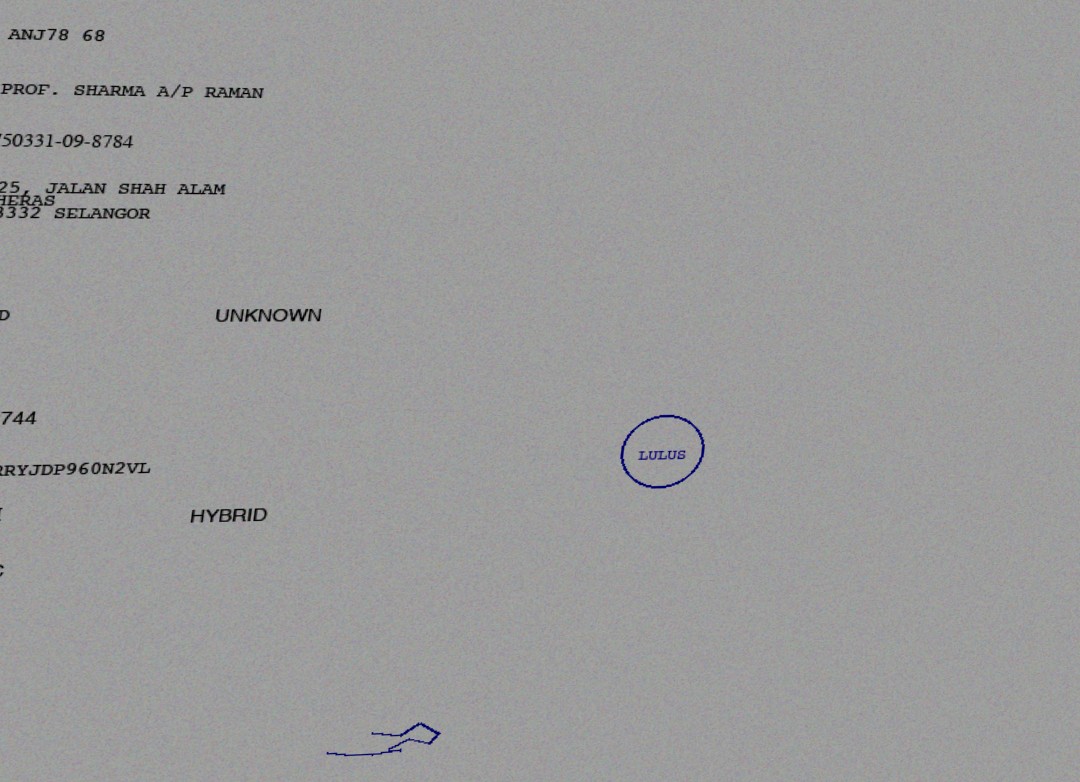 ANJ78 68
PROF. SHARMA A/P RAMAN
750331-09-8784
25, JALAN SHAH ALAM
HERAS
3332 SELANGOR
D UNKNOWN
744
LULUS
RRYJDP960N2VL
HYBRID
C